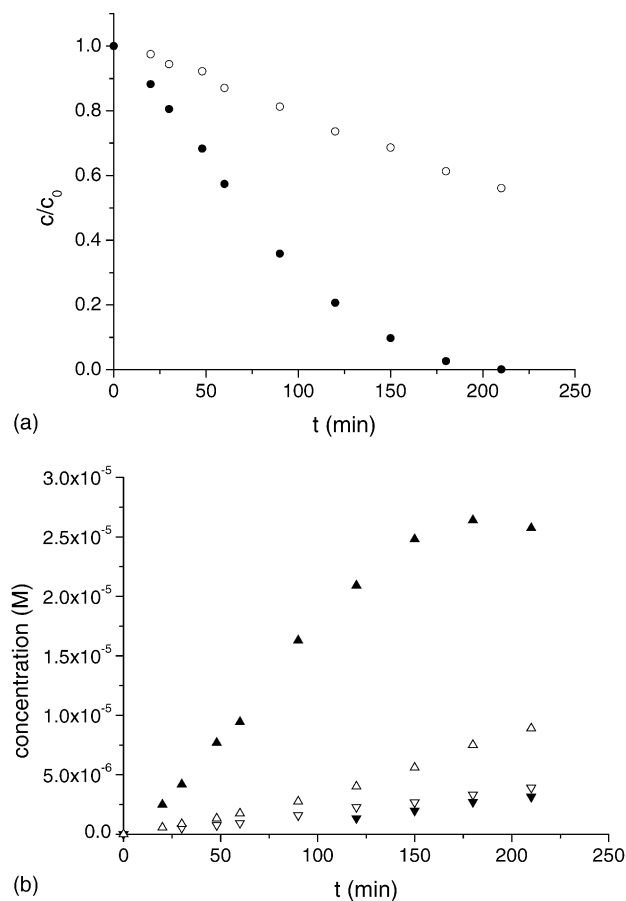 1.0
0.8
0.6
0.4
0.2
0.0
c/c₀
0 50 100 150 200 250
t (min)
(a)
3.0x10⁻⁵
2.5x10⁻⁵
2.0x10⁻⁵
1.5x10⁻⁵
1.0x10⁻⁵
5.0x10⁻⁶
0.0
concentration (M)
0 50 100 150 200 250
t (min)
(b)